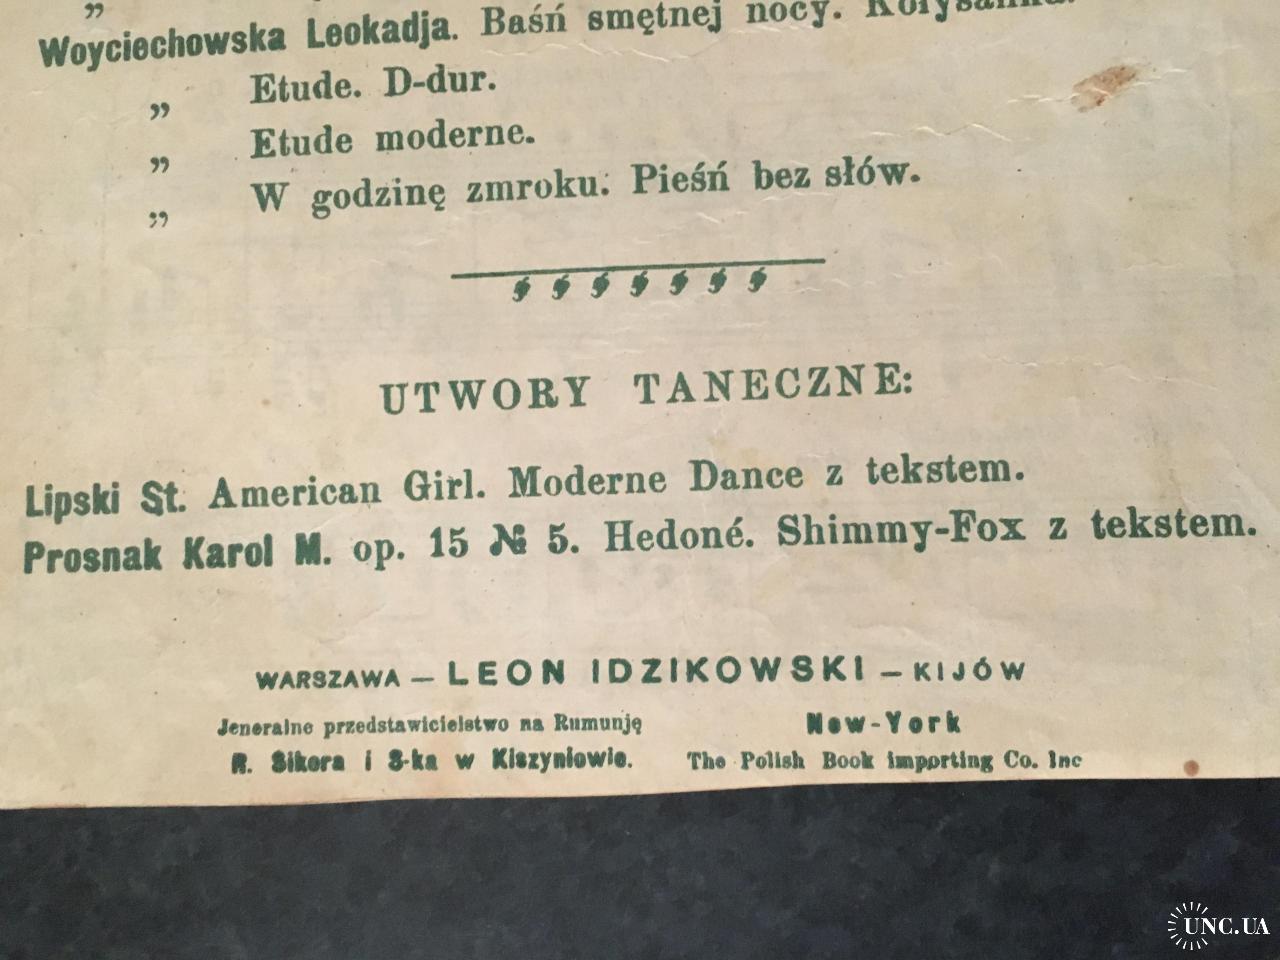 „
Woyciechowska Leokadja. Baśń smętnej nocy. Kołysanka.
„ Etude. D-dur.
„ Etude moderne.
„ W godzinę zmroku. Pieśń bez słów.
UTWORY TANECZNE:
Lipski St. American Girl. Moderne Dance z tekstem.
Prosnak Karol M. op. 15 № 5. Hedoné. Shimmy-Fox z tekstem.
WARSZAWA – LEON IDZIKOWSKI – KIJÓW
Jeneralne przedstawicielstwo na Rumunję
R. Sikora i S-ka w Kiszyniowie.
New-York
The Polish Book importing Co. Inc
UNC.UA